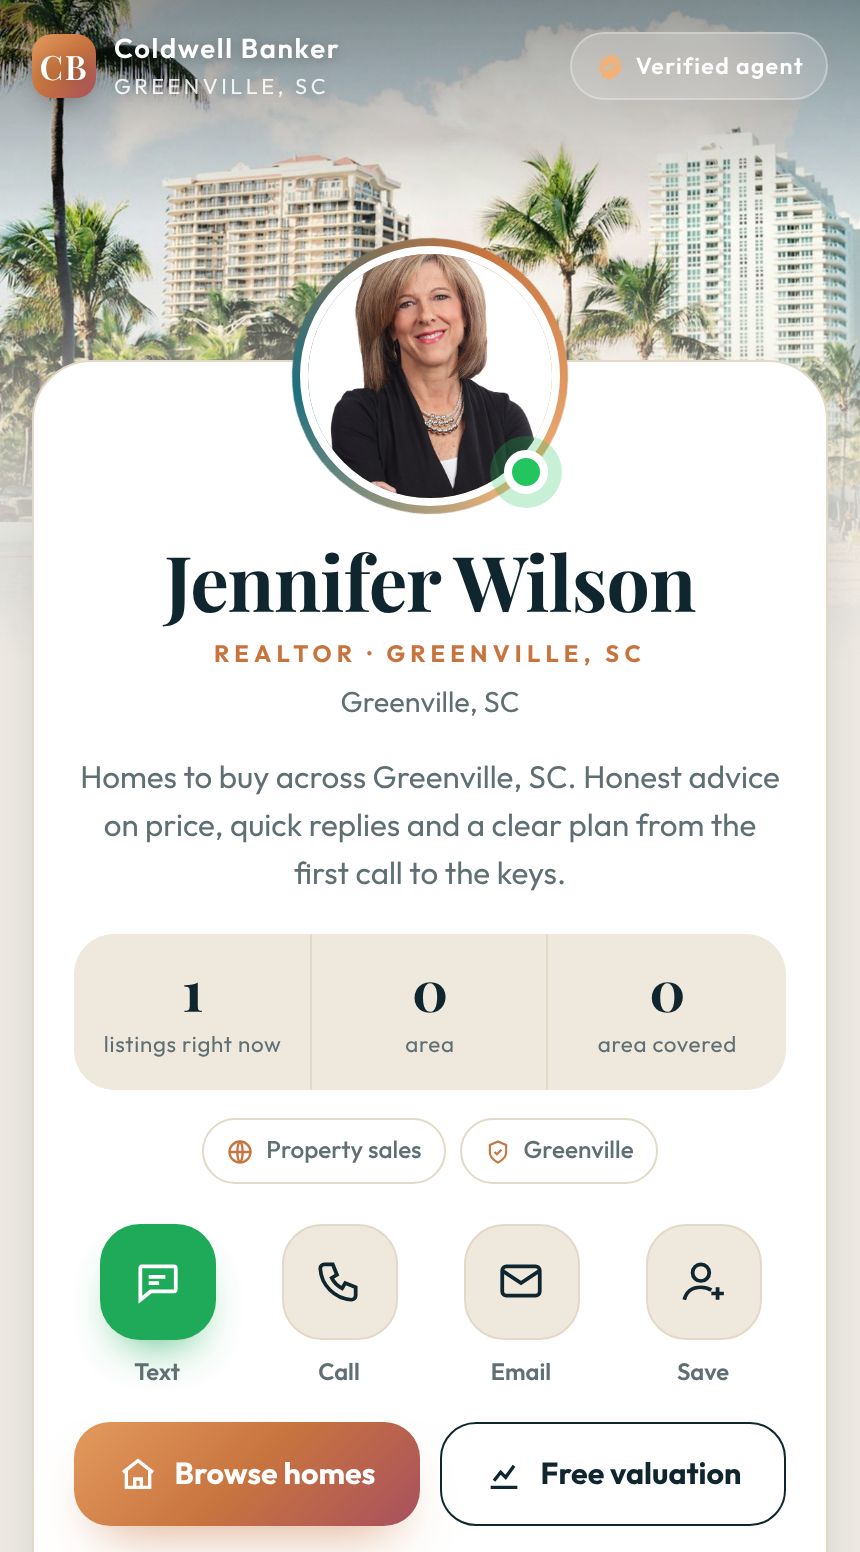 CB
Coldwell Banker
GREENVILLE, SC
Verified agent
Jennifer Wilson
REALTOR · GREENVILLE, SC
Greenville, SC
Homes to buy across Greenville, SC. Honest advice
on price, quick replies and a clear plan from the
first call to the keys.
1
listings right now
0
area
0
area covered
Property sales
Greenville
Text
Call
Email
Save
Browse homes
Free valuation